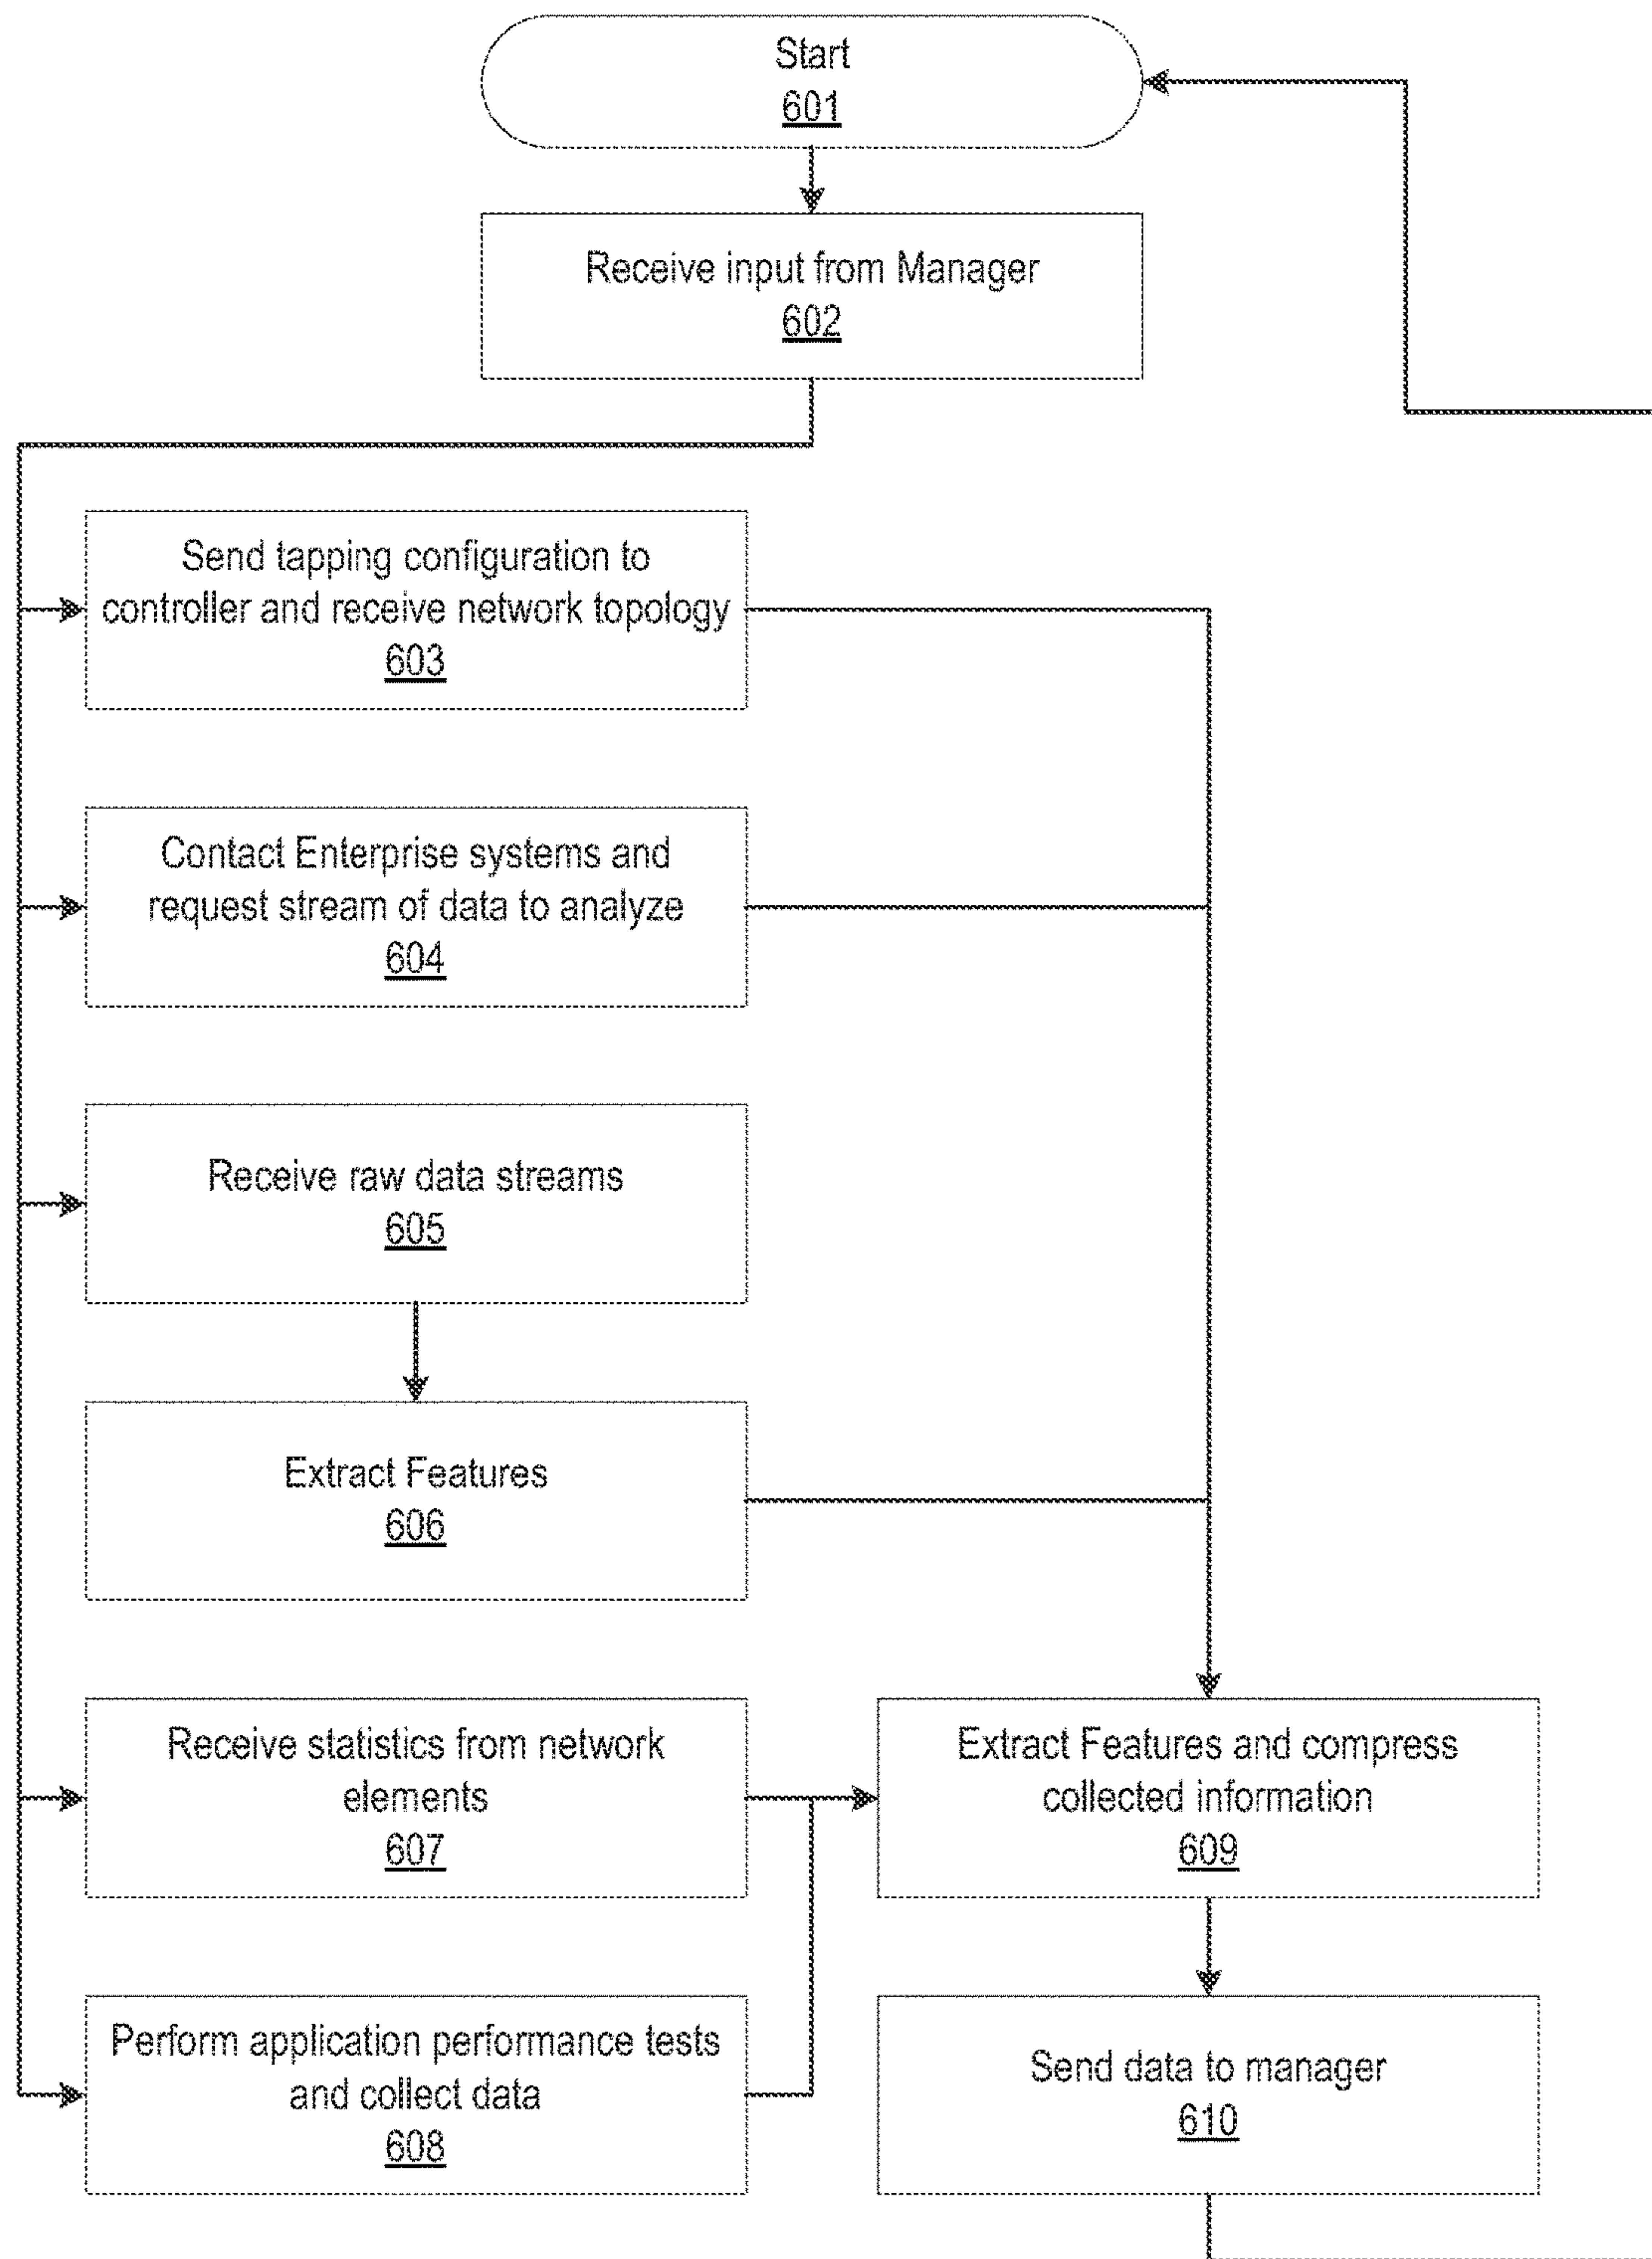 Start
601
Receive input from Manager
602
Send tapping configuration to
controller and receive network topology
603
Contact Enterprise systems and
request stream of data to analyze
604
Receive raw data streams
605
Extract Features
606
Receive statistics from network
elements
607
Extract Features and compress
collected information
609
Perform application performance tests
and collect data
608
Send data to manager
610